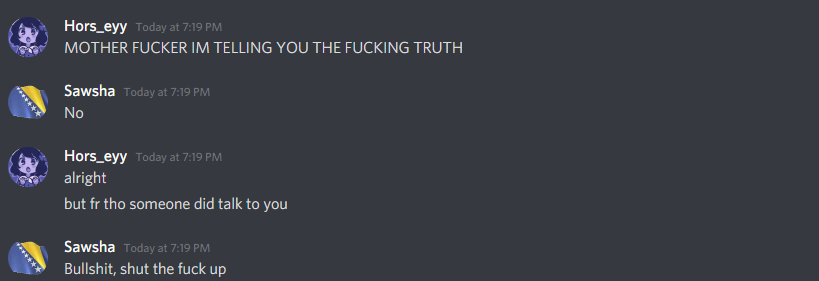 Hors_eyy Today at 7:19 PM
MOTHER FUCKER IM TELLING YOU THE FUCKING TRUTH
Sawsha Today at 7:19 PM
No
Hors_eyy Today at 7:19 PM
alright
but fr tho someone did talk to you
Sawsha Today at 7:19 PM
Bullshit, shut the fuck up